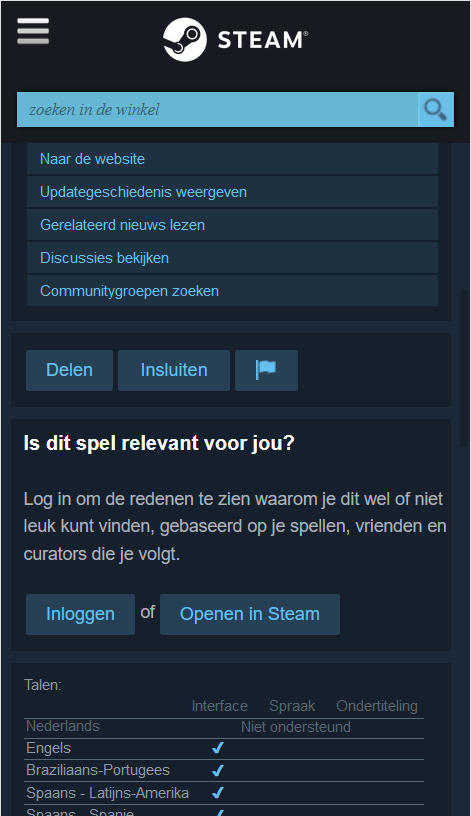 STEAM®
zoeken in de winkel
Naar de website
Updategeschiedenis weergeven
Gerelateerd nieuws lezen
Discussies bekijken
Communitygroepen zoeken
Delen Insluiten
Is dit spel relevant voor jou?
Log in om de redenen te zien waarom je dit wel of niet
leuk kunt vinden, gebaseerd op je spellen, vrienden en
curators die je volgt.
Inloggen of Openen in Steam
Talen:
Interface Spraak Ondertiteling
Nederlands Niet ondersteund
Engels ✔
Braziliaans-Portugees ✔
Spaans - Latijns-Amerika ✔
Spaans - Spanje ✔